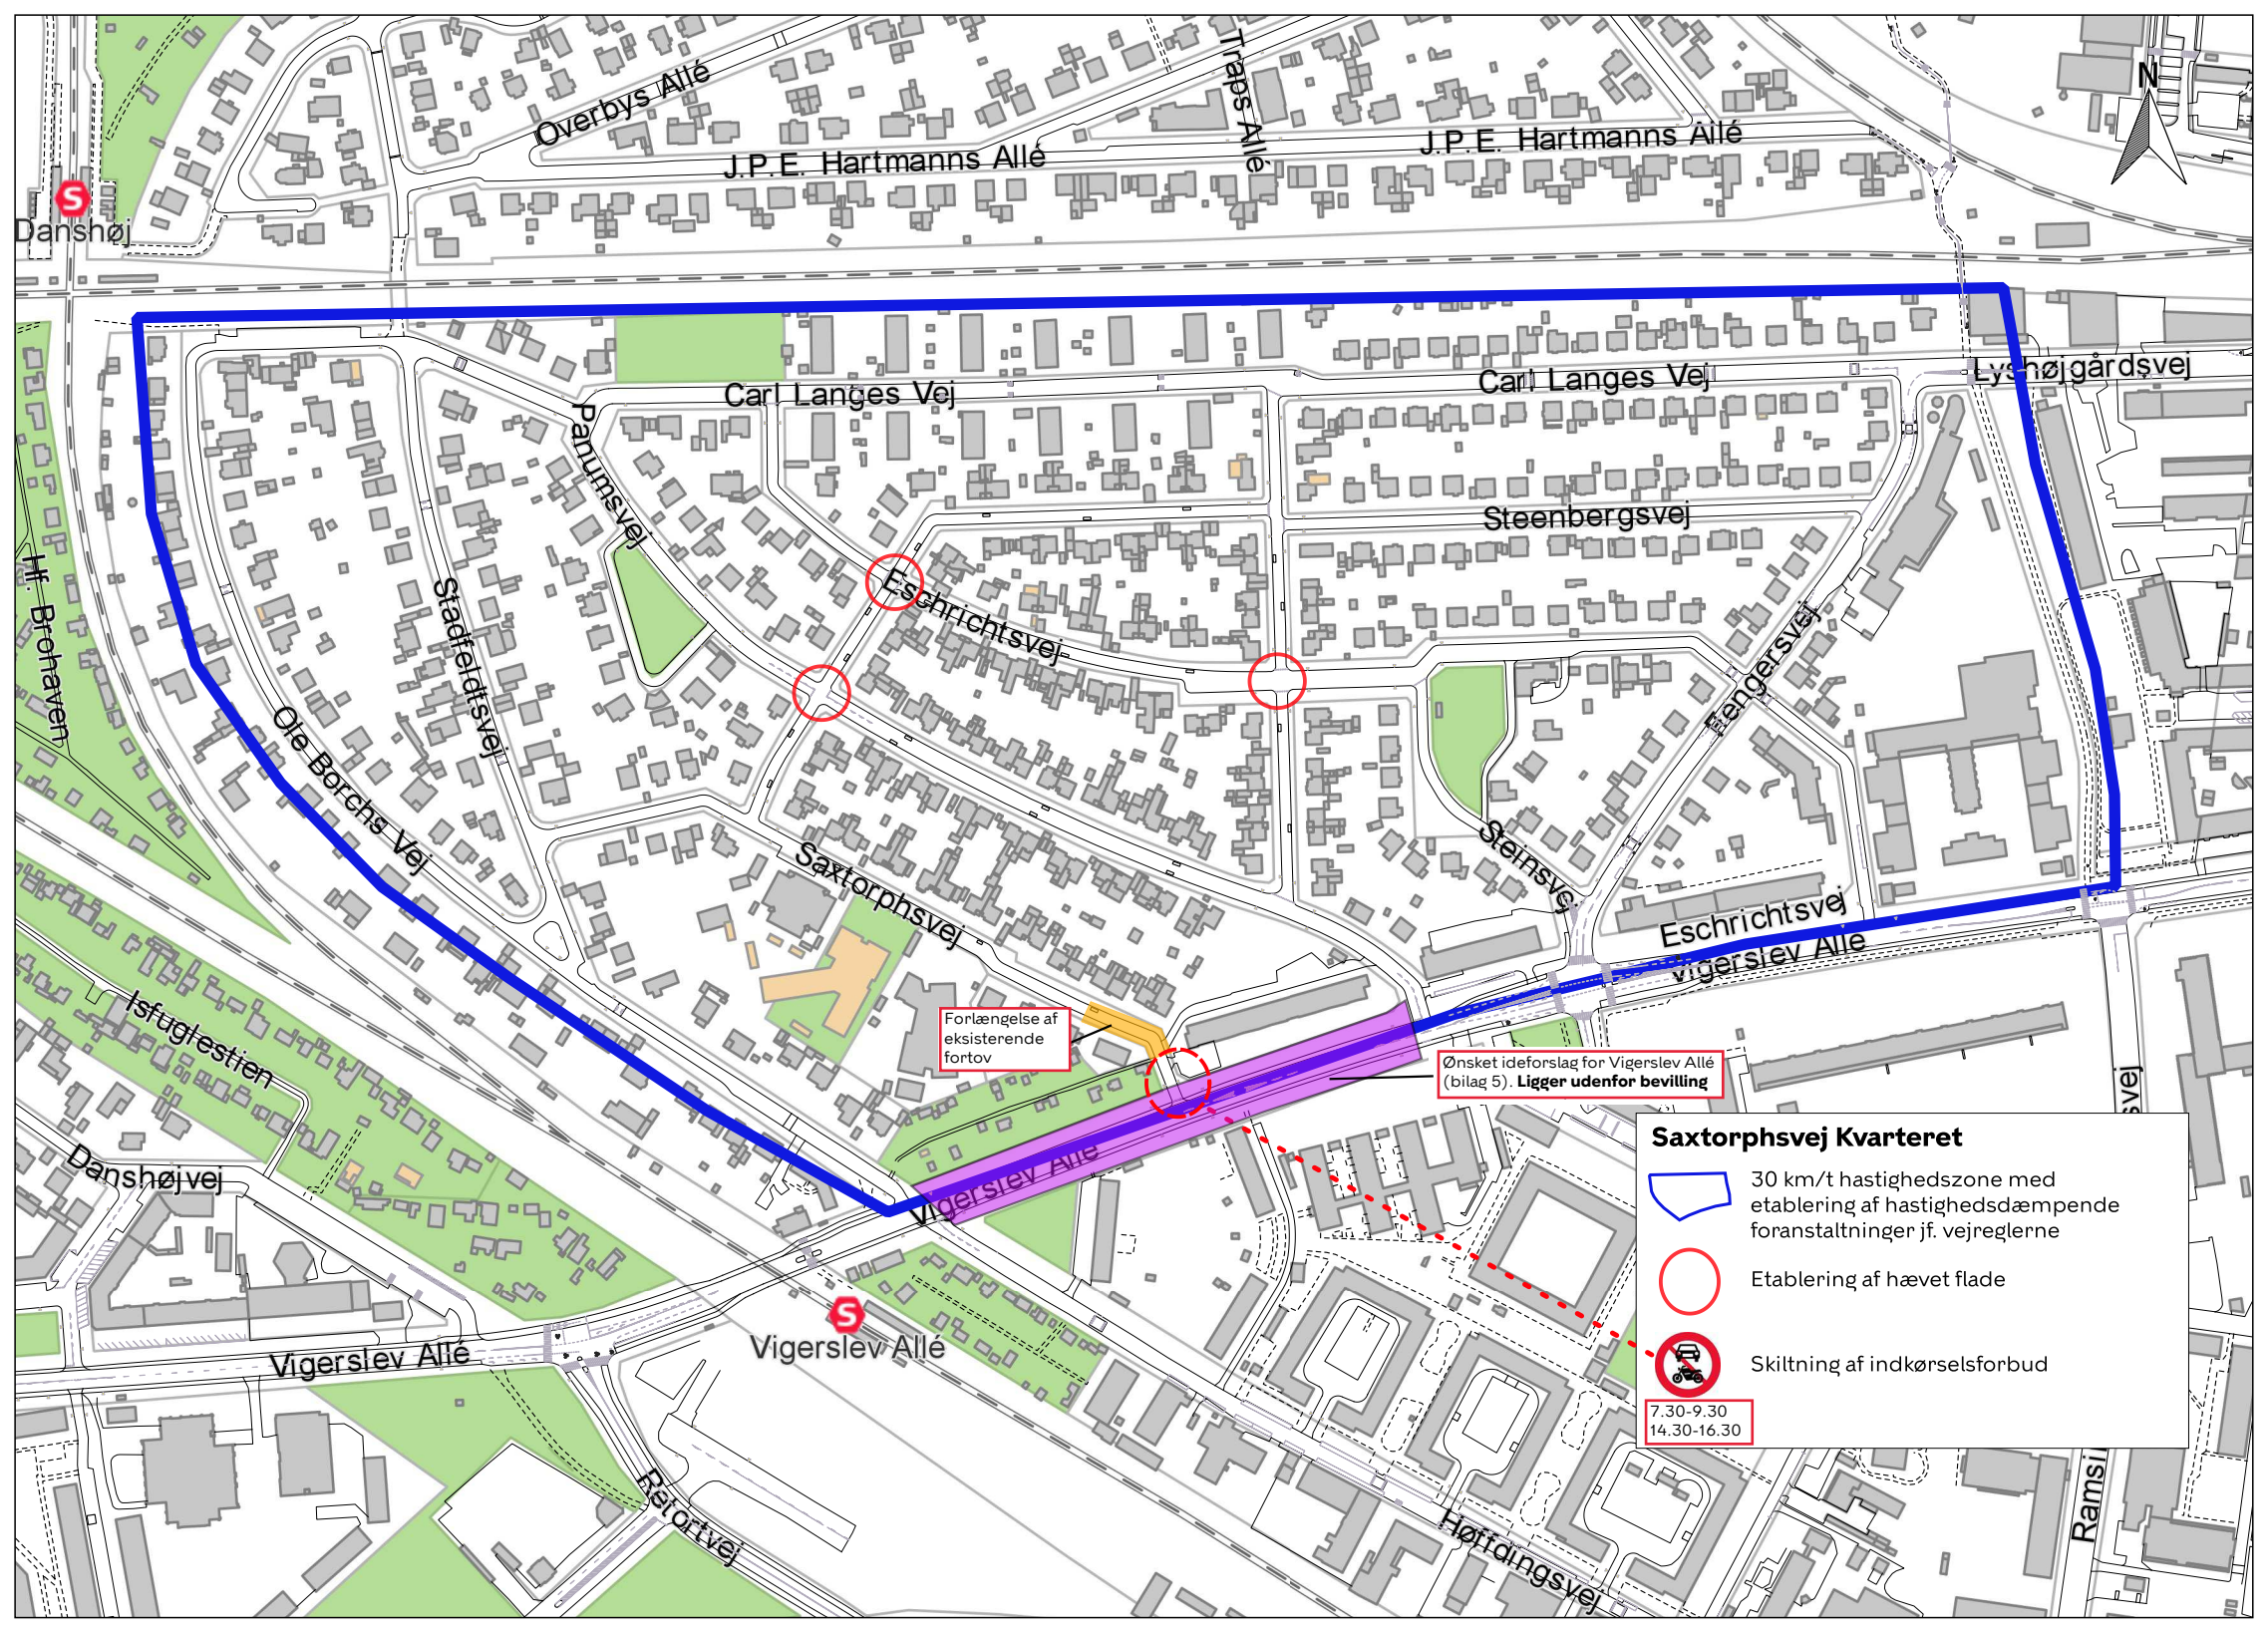 Overbys Allé
Traps Allé
N
J.P.E. Hartmanns Allé
J.P.E. Hartmanns Allé
S
Danshøj
Lyshøjgårdsvej
Carl Langes Vej
Carl Langes Vej
Panumsvej
Steenbergsvej
Hf. Brohaven
Stadfeldtsvej
Eschrichtsvej
Fengersvej
Ole Borchs Vej
Saxtorphsvej
Steinsvej
Eschrichtsvej
Vigerslev Allé
Isfuglestien
Forlængelse af
eksisterende
fortov
Ønsket ideforslag for Vigerslev Allé
(bilag 5). Ligger udenfor bevilling
svej
Danshøjvej
Vigerslev Allé
Saxtorphsvej Kvarteret
30 km/t hastighedszone med
etablering af hastighedsdæmpende
foranstaltninger jf. vejreglerne
Etablering af hævet flade
Skiltning af indkørselsforbud
7.30-9.30
14.30-16.30
S
Vigerslev Allé
Vigerslev Allé
Retortvej
Høffdingsvej
Ramsi